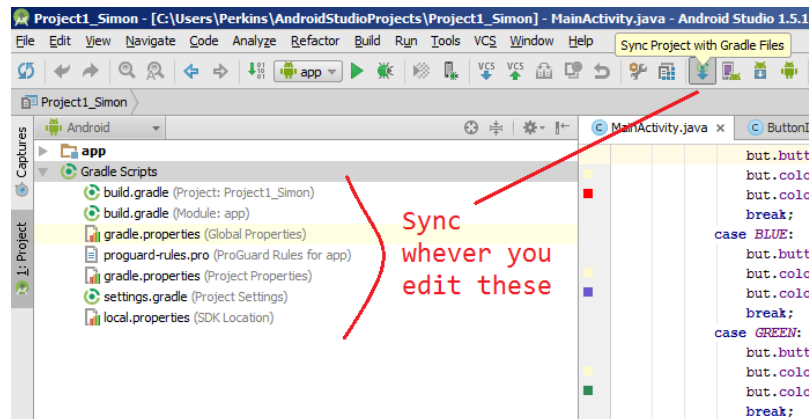 Project1_Simon - [C:\Users\Perkins\AndroidStudioProjects\Project1_Simon] - MainActivity.java - Android Studio 1.5.1
File Edit View Navigate Code Analyze Refactor Build Run Tools VCS Window Help
Sync Project with Gradle Files
app VCS VCS
Project1_Simon
Captures
1: Project
Android
app
Gradle Scripts
build.gradle (Project: Project1_Simon)
build.gradle (Module: app)
gradle.properties (Global Properties)
proguard-rules.pro (ProGuard Rules for app)
gradle.properties (Project Properties)
settings.gradle (Project Settings)
local.properties (SDK Location)
Sync
whever you
edit these
MainActivity.java ButtonI
but.butt
but.colo
but.colo
break;
case BLUE:
but.butt
but.colo
but.colo
break;
case GREEN:
but.butt
but.colo
but.colo
break;